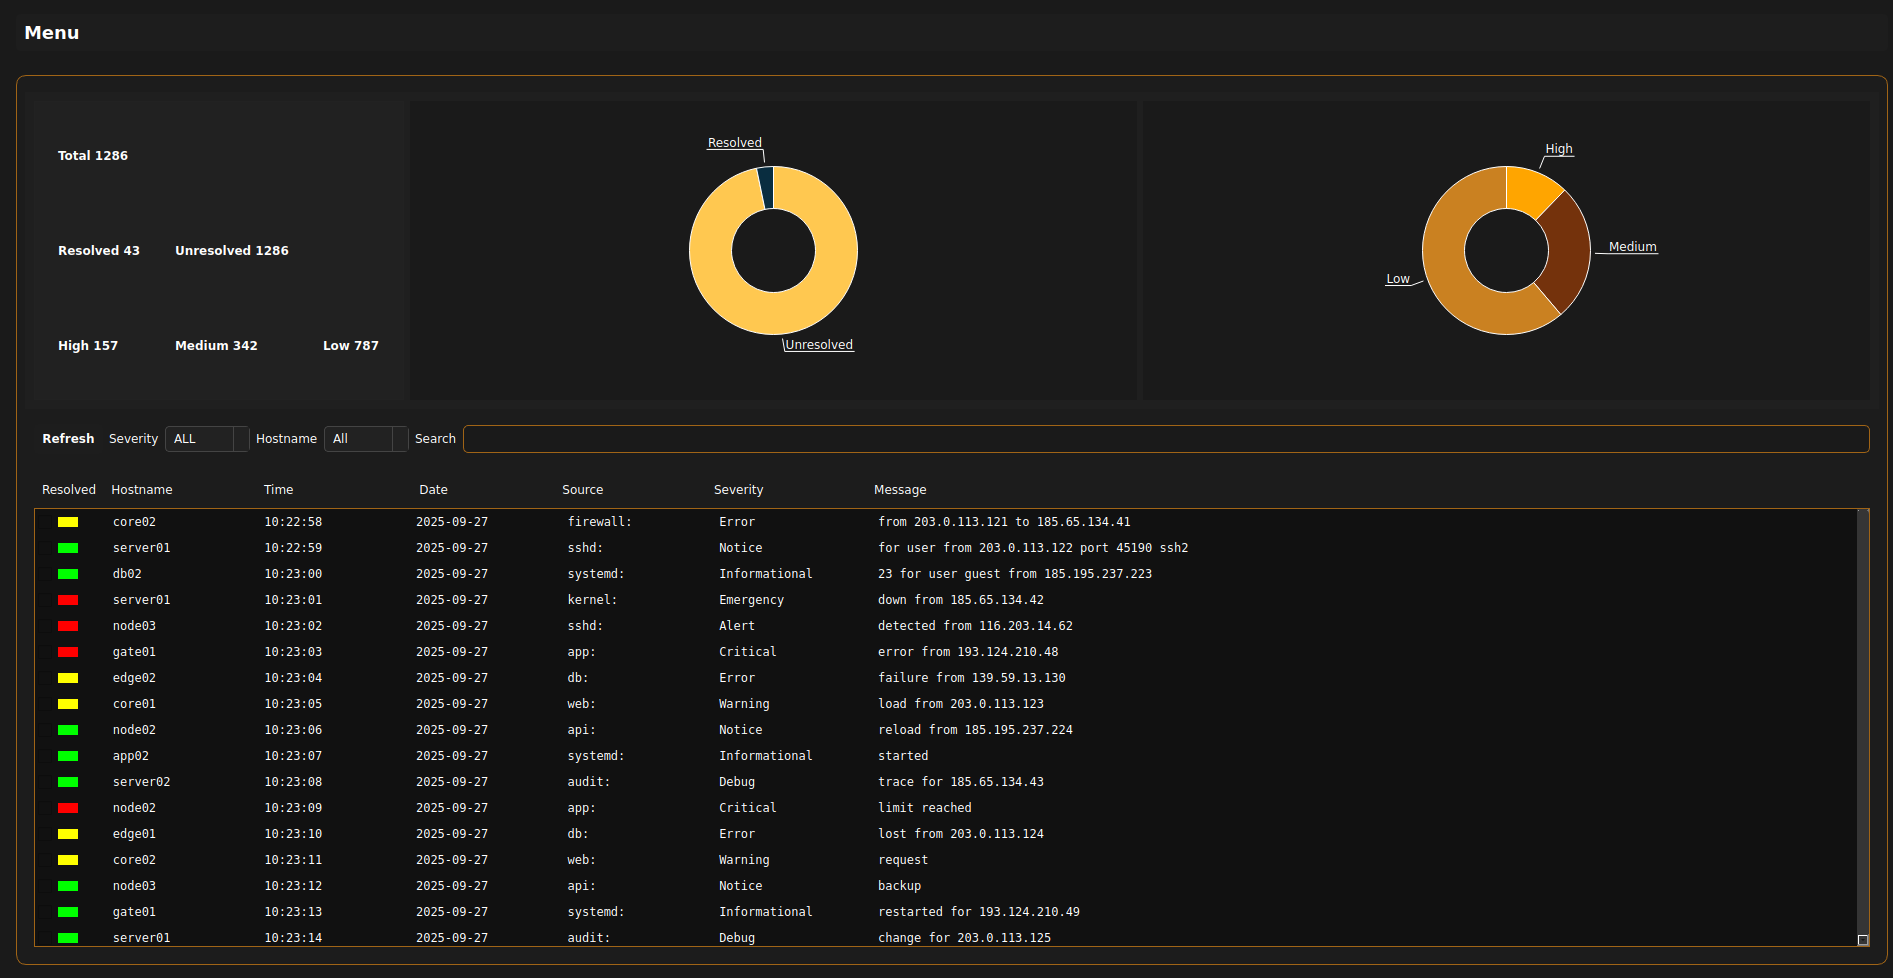 Menu
Total 1286
Resolved 43 Unresolved 1286
High 157 Medium 342 Low 787
Resolved
Unresolved
High
Medium
Low
Refresh Severity ALL Hostname All Search
Resolved Hostname Time Date Source Severity Message
core02 10:22:58 2025-09-27 firewall: Error from 203.0.113.121 to 185.65.134.41
server01 10:22:59 2025-09-27 sshd: Notice for user from 203.0.113.122 port 45190 ssh2
db02 10:23:00 2025-09-27 systemd: Informational 23 for user guest from 185.195.237.223
server01 10:23:01 2025-09-27 kernel: Emergency down from 185.65.134.42
node03 10:23:02 2025-09-27 sshd: Alert detected from 116.203.14.62
gate01 10:23:03 2025-09-27 app: Critical error from 193.124.210.48
edge02 10:23:04 2025-09-27 db: Error failure from 139.59.13.130
core01 10:23:05 2025-09-27 web: Warning load from 203.0.113.123
node02 10:23:06 2025-09-27 api: Notice reload from 185.195.237.224
app02 10:23:07 2025-09-27 systemd: Informational started
server02 10:23:08 2025-09-27 audit: Debug trace for 185.65.134.43
node02 10:23:09 2025-09-27 app: Critical limit reached
edge01 10:23:10 2025-09-27 db: Error lost from 203.0.113.124
core02 10:23:11 2025-09-27 web: Warning request
node03 10:23:12 2025-09-27 api: Notice backup
gate01 10:23:13 2025-09-27 systemd: Informational restarted for 193.124.210.49
server01 10:23:14 2025-09-27 audit: Debug change for 203.0.113.125